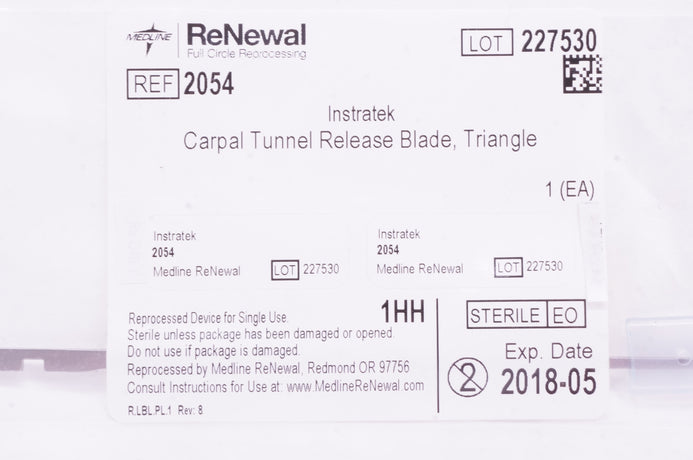 MEDLINE ReNewal
Full Circle Reprocessing
LOT 227530
REF 2054
Instratek
Carpal Tunnel Release Blade, Triangle
1 (EA)
Instratek
2054
Medline ReNewal LOT 227530
Instratek
2054
Medline ReNewal LOT 227530
Reprocessed Device for Single Use.
Sterile unless package has been damaged or opened.
Do not use if package is damaged.
Reprocessed by Medline ReNewal, Redmond OR 97756
Consult Instructions for Use at: www.MedlineReNewal.com
R.LBL.PL.1 Rev: 8
1HH
STERILE EO
Exp. Date
2 2018-05